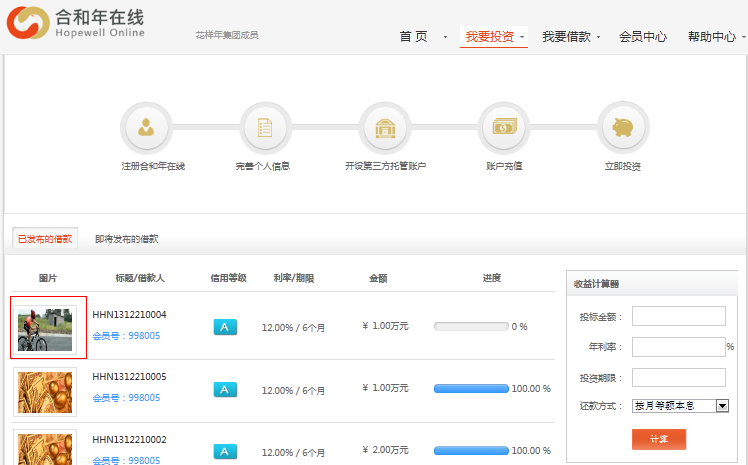 合和年在线
Hopewell Online
花样年集团成员
首 页 我要投资 我要借款 会员中心 帮助中心
注册合和年在线 完善个人信息 开设第三方托管账户 账户充值 立即投资
已发布的借款 即将发布的借款
图片 标题/借款人 信用等级 利率/期限 金额 进度
HHN1312210004
会员号：998005
A 12.00% / 6个月 ¥ 1.00万元 0 %
HHN1312210005
会员号：998005
A 12.00% / 6个月 ¥ 1.00万元 100.00 %
HHN1312210002
会员号：998005
A 12.00% / 6个月 ¥ 2.00万元 100.00 %
收益计算器
投标金额：
年利率： %
投资期限：
还款方式： 按月等额本息
计算